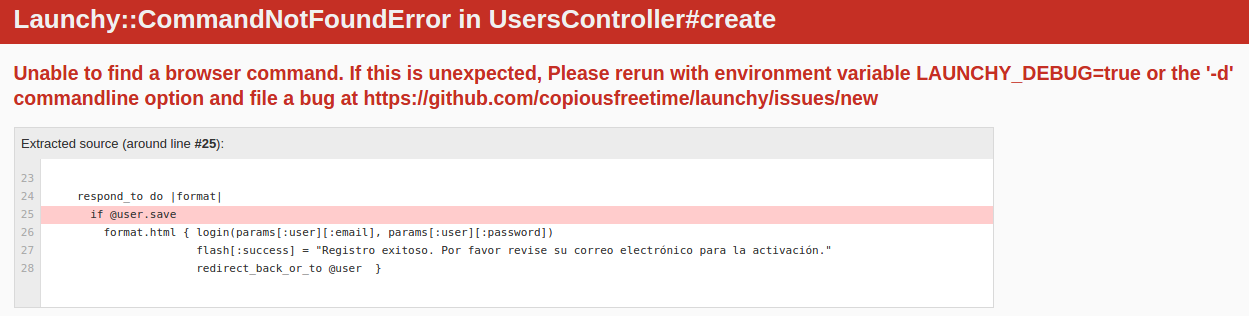 Launchy::CommandNotFoundError in UsersController#create
Unable to find a browser command. If this is unexpected, Please rerun with environment variable LAUNCHY_DEBUG=true or the '-d'
commandline option and file a bug at https://github.com/copiousfreetime/launchy/issues/new
Extracted source (around line #25):
23
24 respond_to do |format|
25 if @user.save
26 format.html { login(params[:user][:email], params[:user][:password])
27 flash[:success] = "Registro exitoso. Por favor revise su correo electrónico para la activación."
28 redirect_back_or_to @user }